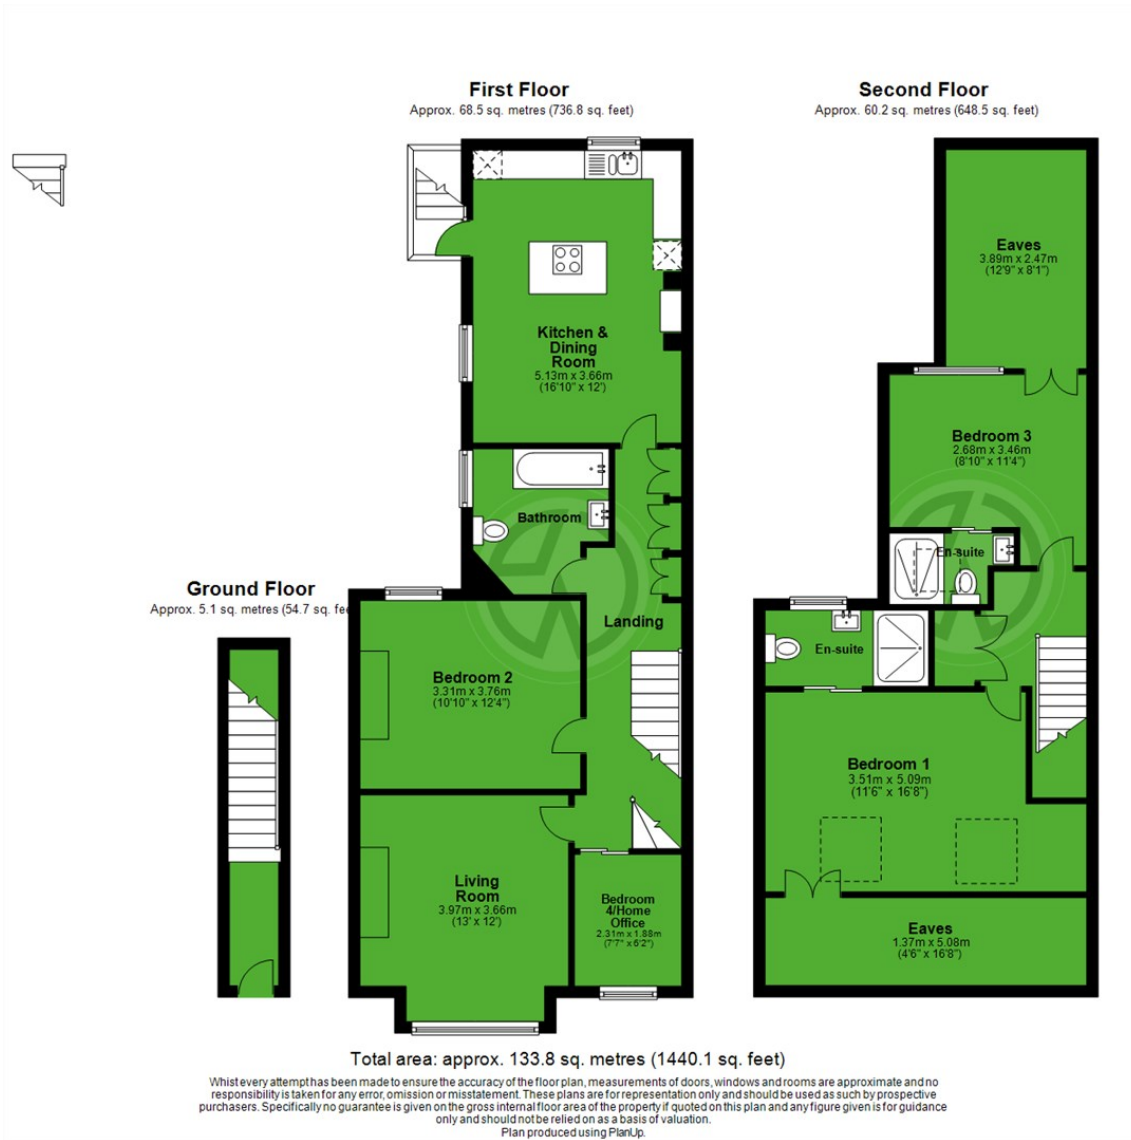 First Floor
Approx. 68.5 sq. metres (736.8 sq. feet)
Second Floor
Approx. 60.2 sq. metres (648.5 sq. feet)
Eaves
3.89m x 2.47m
(12'9" x 8'1")
Kitchen &
Dining
Room
5.13m x 3.66m
(16'10" x 12')
Bedroom 3
2.68m x 3.46m
(8'10" x 11'4")
Bathroom
En-suite
Ground Floor
Approx. 5.1 sq. metres (54.7 sq. fee
Landing
En-suite
Bedroom 2
3.31m x 3.76m
(10'10" x 12'4")
Bedroom 1
3.51m x 5.09m
(11'6" x 16'8")
Living
Room
3.97m x 3.66m
(13' x 12')
Bedroom
4/Home
Office
2.31m x 1.88m
(7'7" x 6'2")
Eaves
1.37m x 5.08m
(4'6" x 16'8")
Total area: approx. 133.8 sq. metres (1440.1 sq. feet)
Whist every attempt has been made to ensure the accuracy of the floor plan, measurements of doors, windows and rooms are approximate and no
responsibility is taken for any error, omission or misstatement. These plans are for representation only and should be used as such by prospective
purchasers. Specifically no guarantee is given on the gross internal floor area of the property if quoted on this plan and any figure given is for guidance
only and should not be relied on as a basis of valuation.
Plan produced using PlanUp.